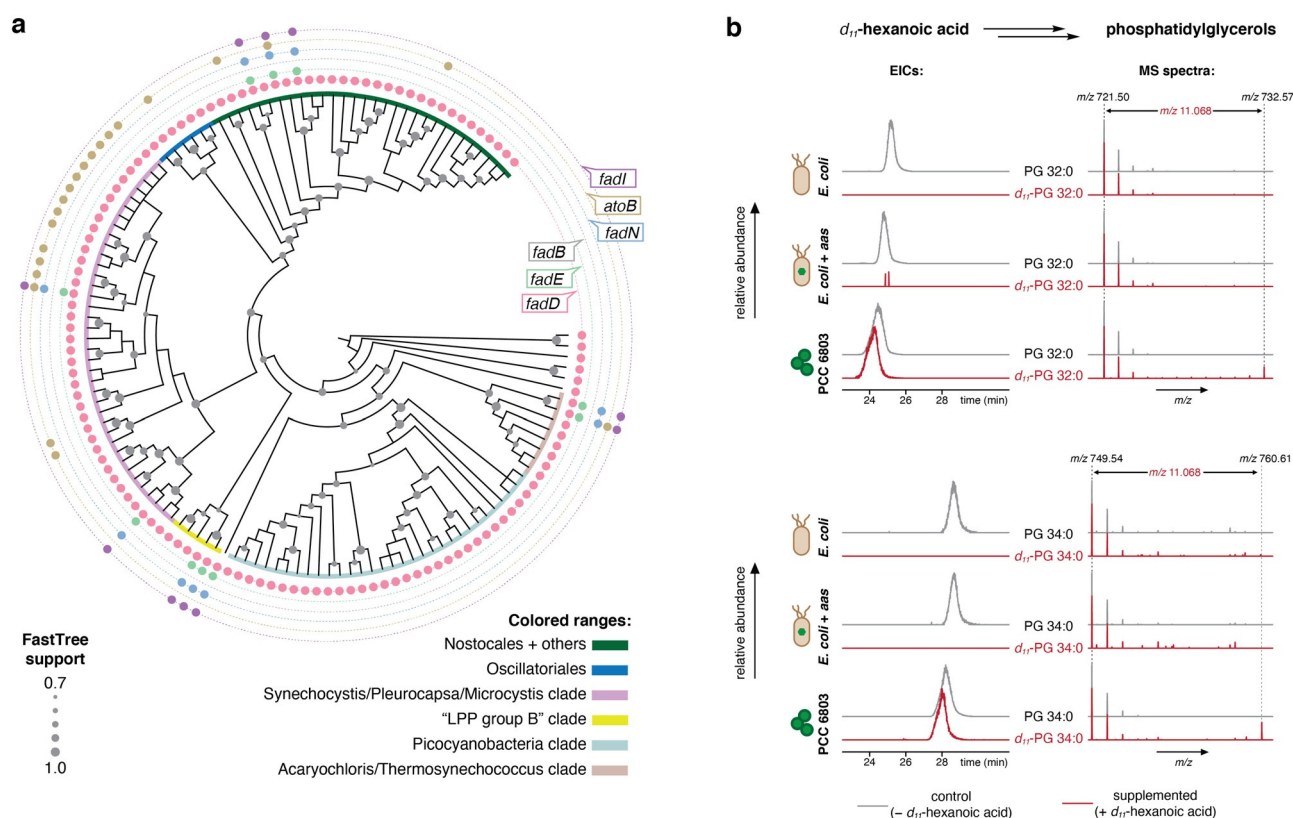 a
fadI
atoB
fadN
fadB
fadE
fadD
FastTree
support
0.7
1.0
Colored ranges:
Nostocales + others
Oscillatoriales
Synechocystis/Pleurocapsa/Microcystis clade
“LPP group B” clade
Picocyanobacteria clade
Acaryochloris/Thermosynechococcus clade
b
d11-hexanoic acid
phosphatidylglycerols
EICs:
MS spectra:
m/z 721.50
m/z 732.57
m/z 11.068
relative abundance
E. coli
PG 32:0
d11-PG 32:0
E. coli + aas
PG 32:0
d11-PG 32:0
PCC 6803
PG 32:0
d11-PG 32:0
24 26 28 time (min)
m/z
m/z 749.54
m/z 760.61
m/z 11.068
relative abundance
E. coli
PG 34:0
d11-PG 34:0
E. coli + aas
PG 34:0
d11-PG 34:0
PCC 6803
PG 34:0
d11-PG 34:0
24 26 28 time (min)
m/z
control
(– d11-hexanoic acid)
supplemented
(+ d11-hexanoic acid)